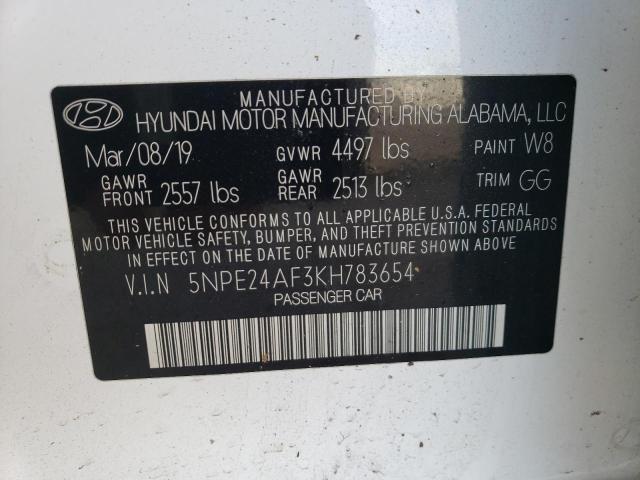 MANUFACTURED BY
HYUNDAI MOTOR MANUFACTURING ALABAMA, LLC
Mar/08/19 GVWR 4497 lbs PAINT W8
GAWR FRONT 2557 lbs GAWR REAR 2513 lbs TRIM GG
THIS VEHICLE CONFORMS TO ALL APPLICABLE U.S.A. FEDERAL
MOTOR VEHICLE SAFETY, BUMPER, AND THEFT PREVENTION STANDARDS
IN EFFECT ON THE DATE OF MANUFACTURE SHOWN ABOVE.
V.I.N 5NPE24AF3KH783654
PASSENGER CAR